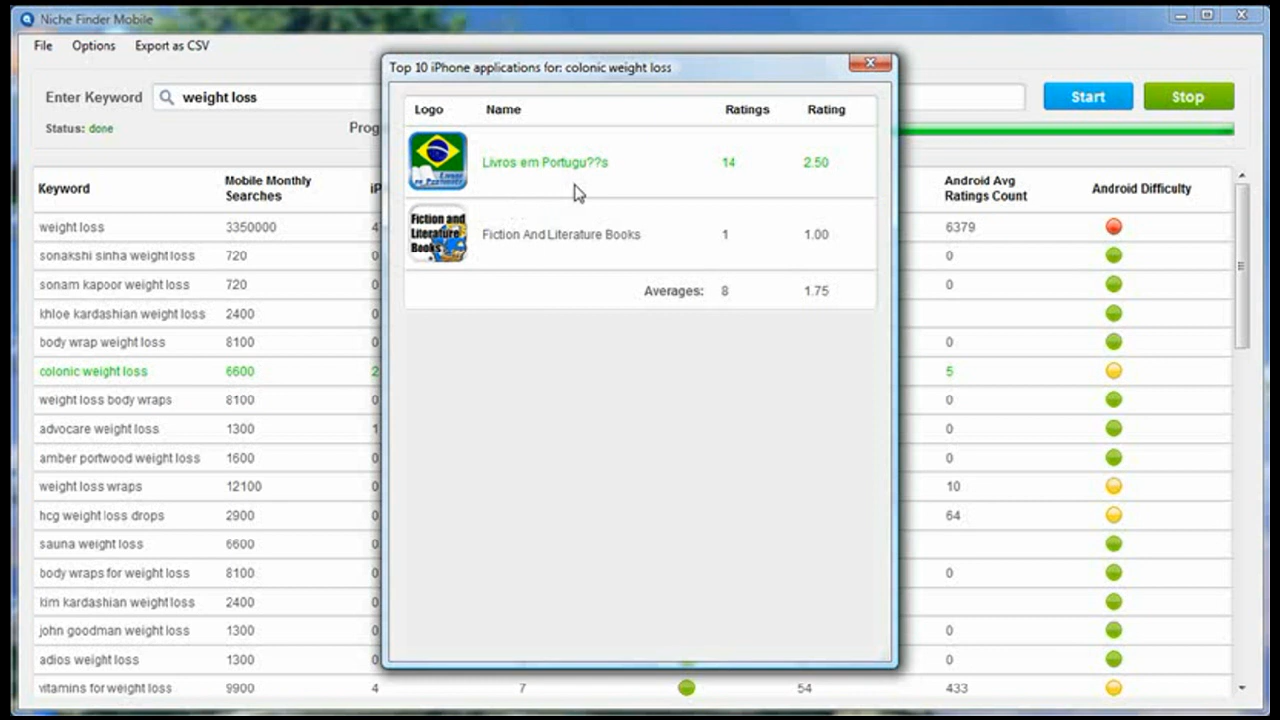 Niche Finder Mobile
File Options Export as CSV
Top 10 iPhone applications for: colonic weight loss
Enter Keyword weight loss Start Stop
Status: done Prog
Logo Name Ratings Rating
Livros em Portugu??s 14 2.50
Fiction and Literature Books Fiction And Literature Books 1 1.00
Averages: 8 1.75
Keyword Mobile Monthly Searches iP Android Avg Ratings Count Android Difficulty
weight loss 3350000 4 6379
sonakshi sinha weight loss 720 0 0
sonam kapoor weight loss 720 0 0
khloe kardashian weight loss 2400 0
body wrap weight loss 8100 0 0
colonic weight loss 6600 2 5
weight loss body wraps 8100 0 0
advocare weight loss 1300 1 0
amber portwood weight loss 1600 0 0
weight loss wraps 12100 0 10
hcg weight loss drops 2900 0 64
sauna weight loss 6600 0
body wraps for weight loss 8100 0 0
kim kardashian weight loss 2400 0
john goodman weight loss 1300 0 0
adios weight loss 1300 0 0
vitamins for weight loss 9900 4 7 54 433